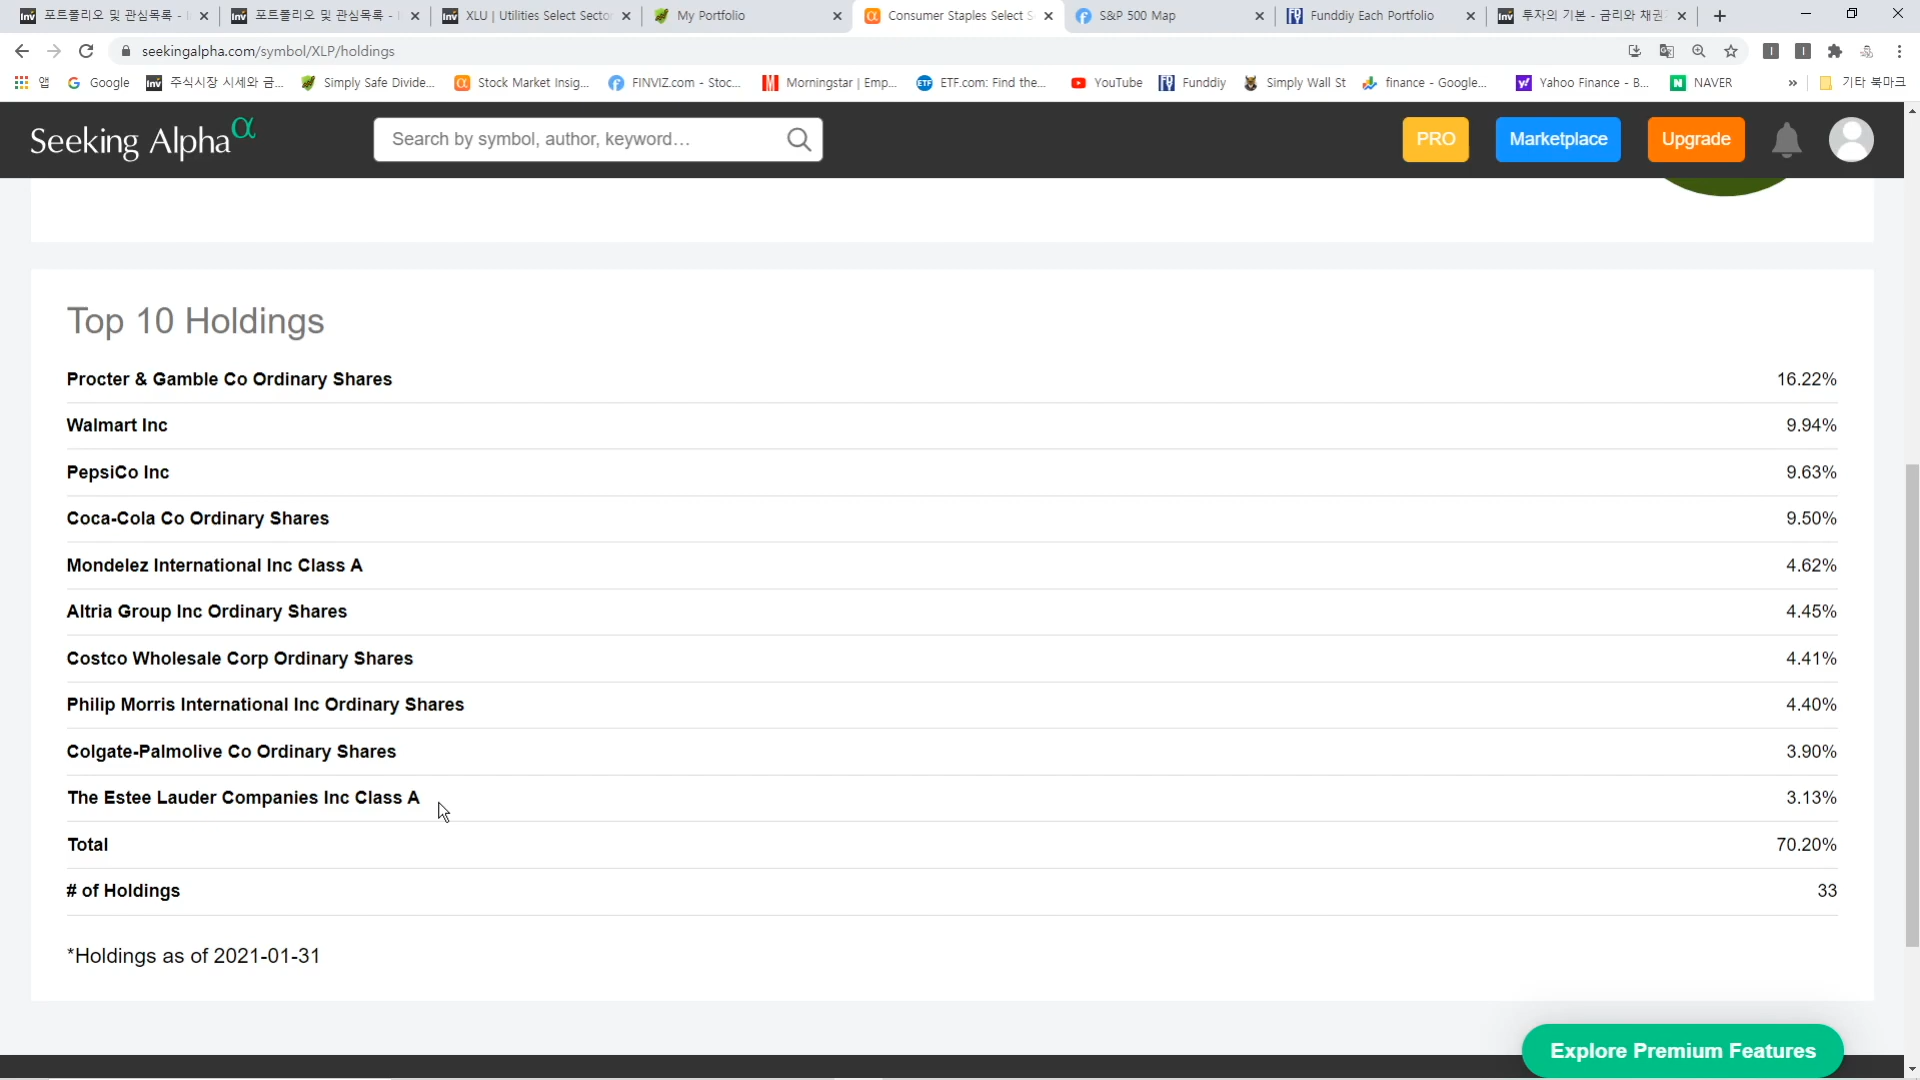 포트폴리오 및 관심목록 - 포트폴리오 및 관심목록 - XLU | Utilities Select Sector My Portfolio Consumer Staples Select S S&P 500 Map Funddiy Each Portfolio 투자의 기본 - 금리와 채권
seekingalpha.com/symbol/XLP/holdings
앱 Google 주식시장 시세와 금... Simply Safe Divide... Stock Market Insig... FINVIZ.com - Stoc... Morningstar | Emp... ETF.com: Find the... YouTube Funddiy Simply Wall St finance - Google... Yahoo Finance - B... NAVER » 기타 북마크
Seeking Alpha α Search by symbol, author, keyword... PRO Marketplace Upgrade
Top 10 Holdings
Procter & Gamble Co Ordinary Shares 16.22%
Walmart Inc 9.94%
PepsiCo Inc 9.63%
Coca-Cola Co Ordinary Shares 9.50%
Mondelez International Inc Class A 4.62%
Altria Group Inc Ordinary Shares 4.45%
Costco Wholesale Corp Ordinary Shares 4.41%
Philip Morris International Inc Ordinary Shares 4.40%
Colgate-Palmolive Co Ordinary Shares 3.90%
The Estee Lauder Companies Inc Class A 3.13%
Total 70.20%
# of Holdings 33
*Holdings as of 2021-01-31
Explore Premium Features